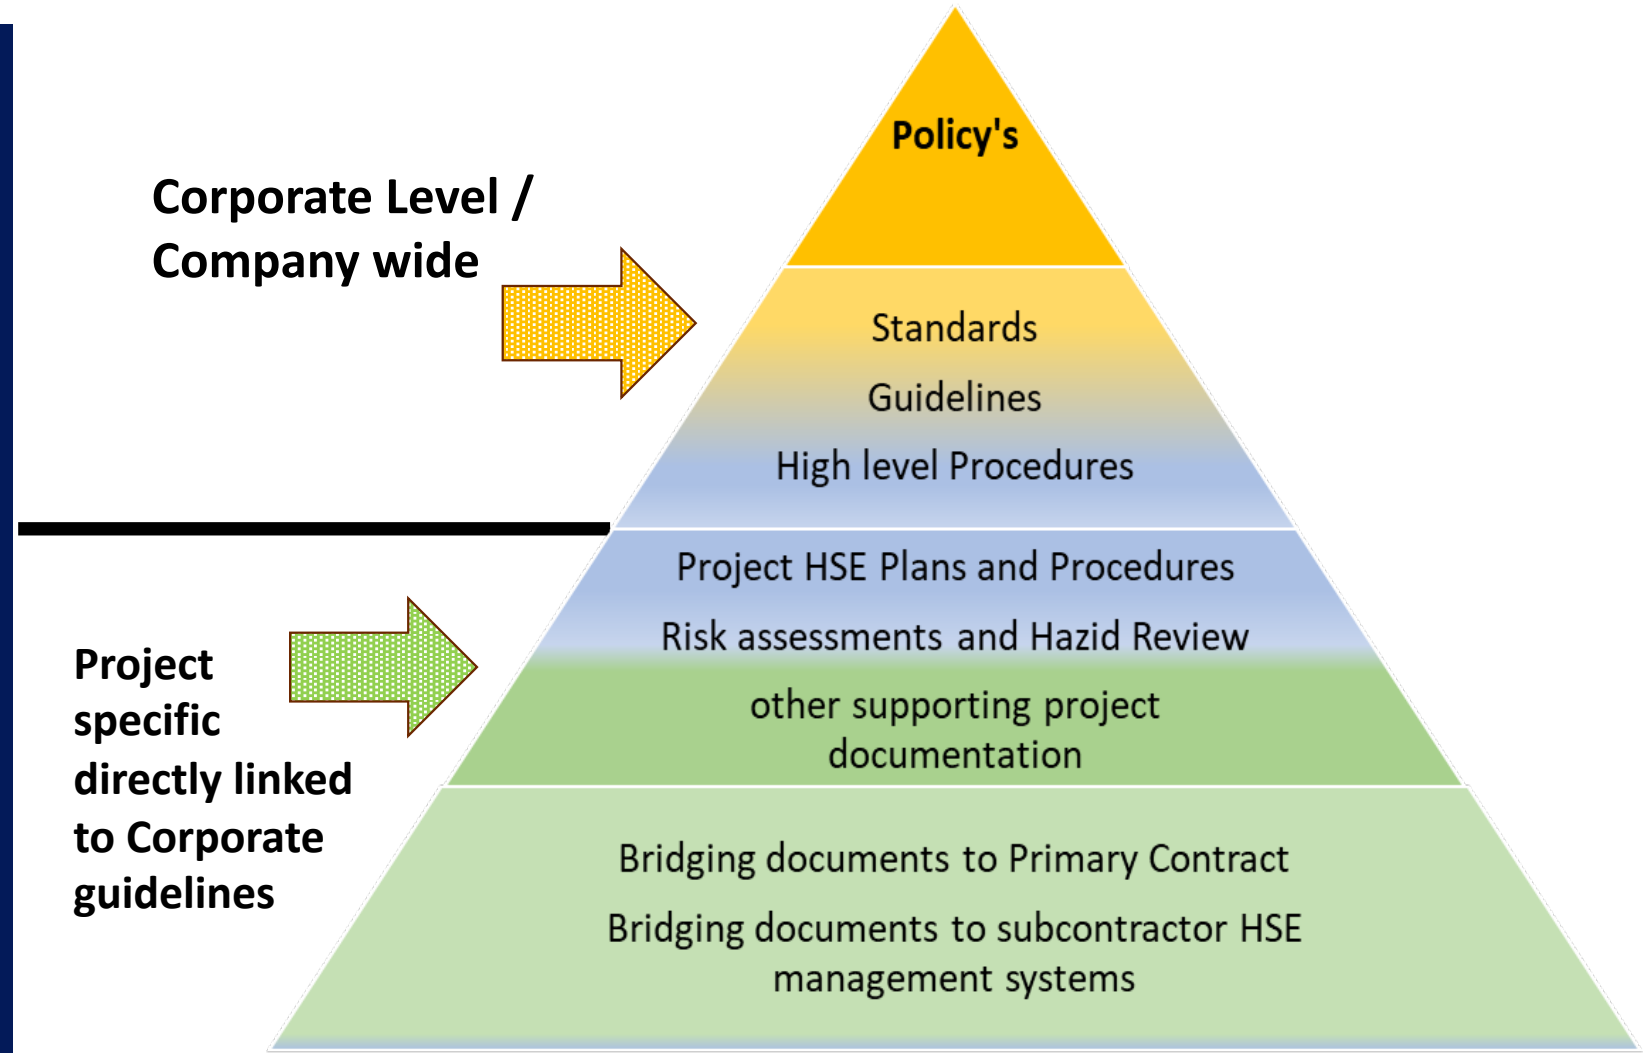 Policy's
Corporate Level /
Company wide
Standards
Guidelines
High level Procedures
Project HSE Plans and Procedures
Risk assessments and Hazid Review
other supporting project
documentation
Project
specific
directly linked
to Corporate
guidelines
Bridging documents to Primary Contract
Bridging documents to subcontractor HSE
management systems